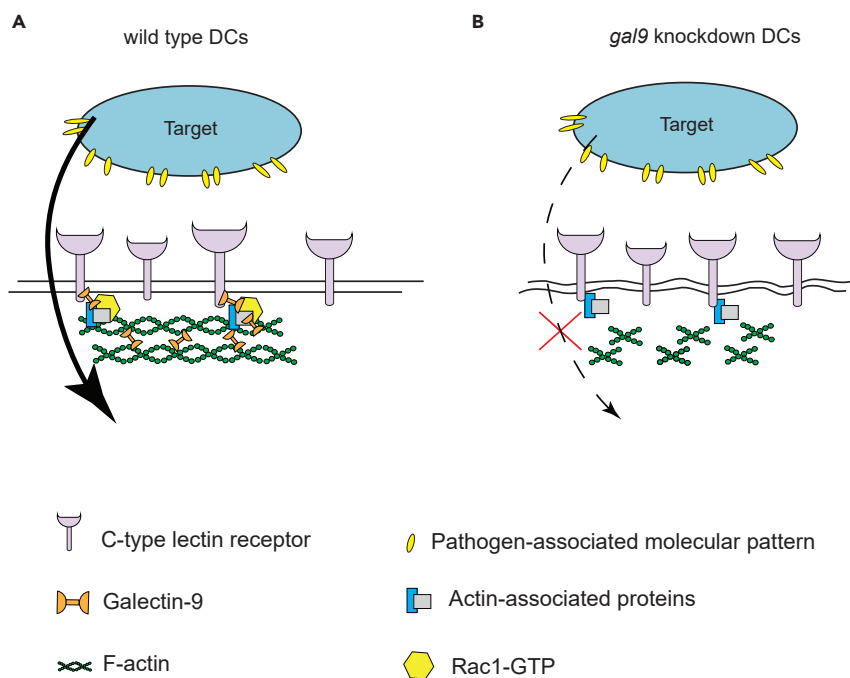 A
wild type DCs
Target
B
gal9 knockdown DCs
Target
C-type lectin receptor
Pathogen-associated molecular pattern
Galectin-9
Actin-associated proteins
F-actin
Rac1-GTP